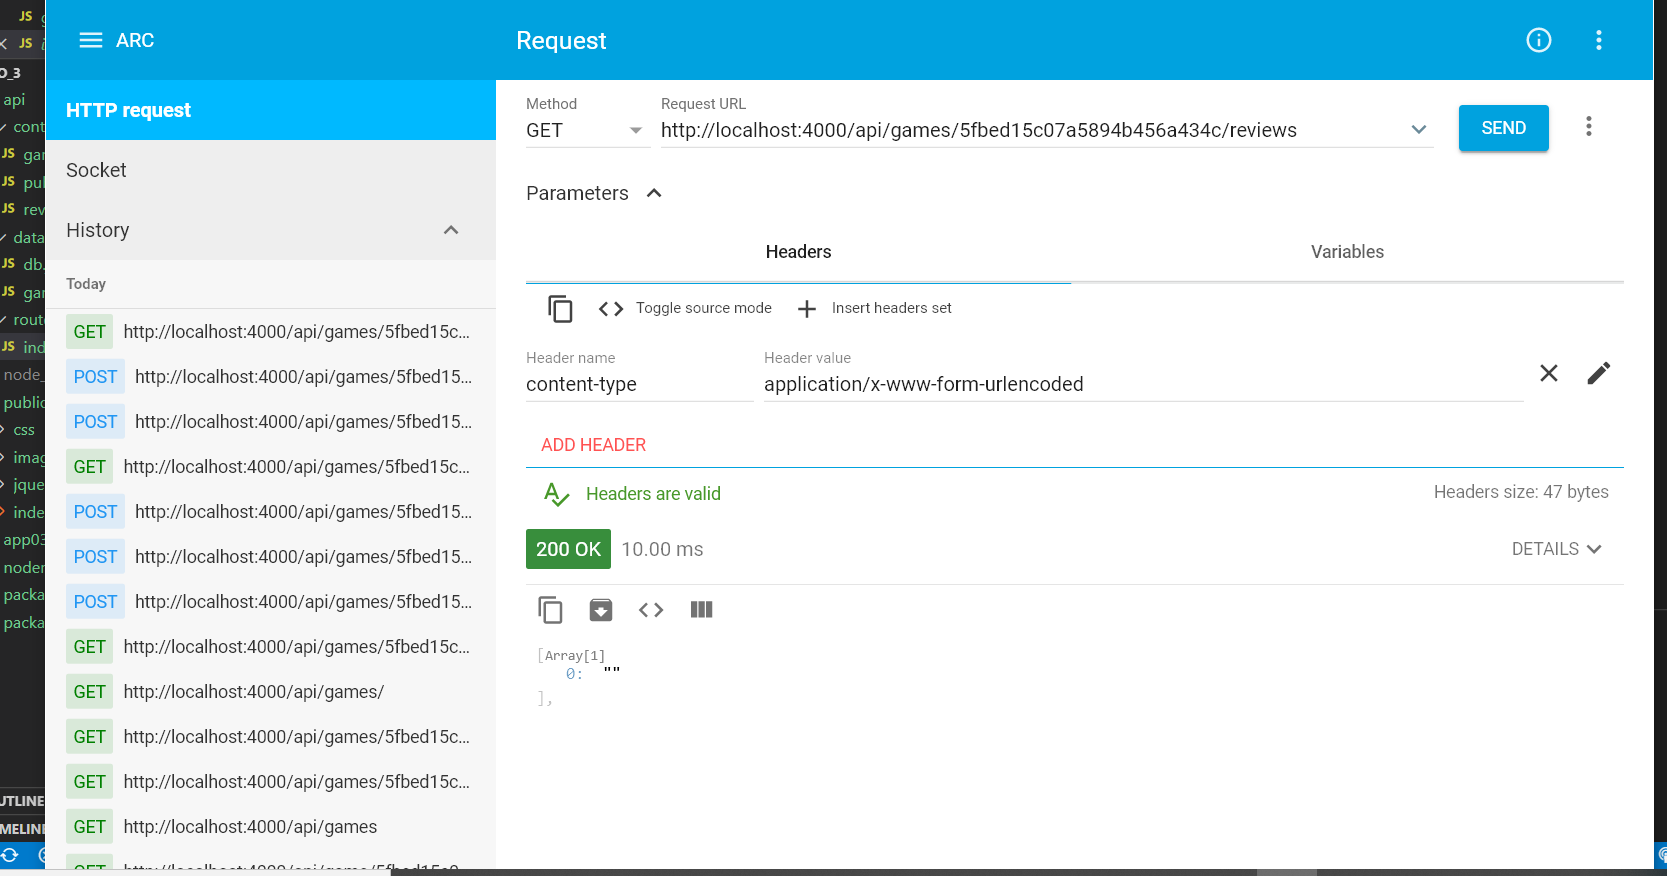 JS
JS
O_3
api
cont
JS gar
JS pul
JS rev
data
JS db.
JS gar
rout
JS ind
node_
public
css
imag
jque
inde
app03
noder
packa
packa
UTLINE
MELINE
ARC
HTTP request
Socket
History
Today
GET http://localhost:4000/api/games/5fbed15c...
POST http://localhost:4000/api/games/5fbed15...
POST http://localhost:4000/api/games/5fbed15...
GET http://localhost:4000/api/games/5fbed15c...
POST http://localhost:4000/api/games/5fbed15...
POST http://localhost:4000/api/games/5fbed15...
POST http://localhost:4000/api/games/5fbed15...
GET http://localhost:4000/api/games/5fbed15c...
GET http://localhost:4000/api/games/
GET http://localhost:4000/api/games/5fbed15c...
GET http://localhost:4000/api/games/5fbed15c...
GET http://localhost:4000/api/games
Request
Method
GET
Request URL
http://localhost:4000/api/games/5fbed15c07a5894b456a434c/reviews
SEND
Parameters
Headers Variables
Toggle source mode Insert headers set
Header name Header value
content-type application/x-www-form-urlencoded
ADD HEADER
Headers are valid Headers size: 47 bytes
200 OK 10.00 ms DETAILS
[Array[1]
0: ""
],